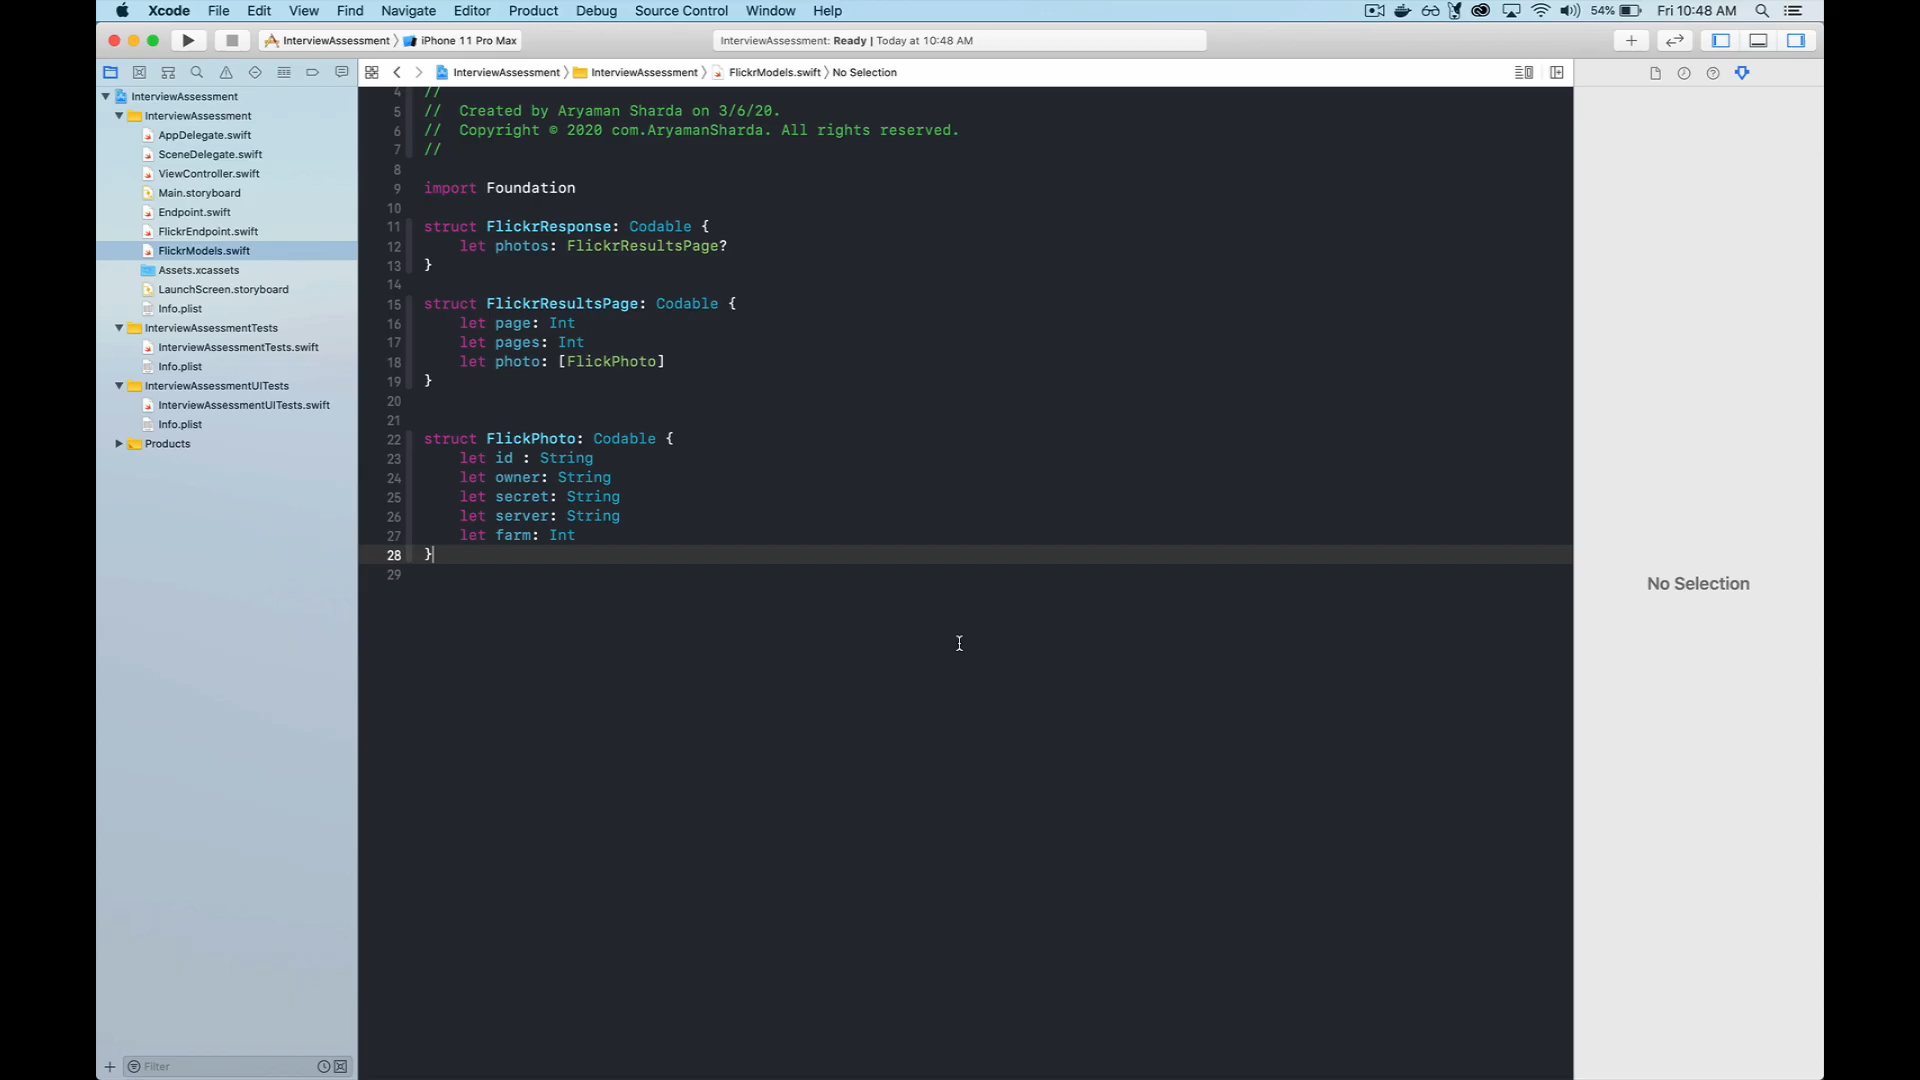 Xcode File Edit View Find Navigate Editor Product Debug Source Control Window Help 54% Fri 10:48 AM
InterviewAssessment iPhone 11 Pro Max InterviewAssessment: Ready | Today at 10:48 AM
InterviewAssessment InterviewAssessment FlickrModels.swift No Selection
InterviewAssessment
InterviewAssessment
AppDelegate.swift
SceneDelegate.swift
ViewController.swift
Main.storyboard
Endpoint.swift
FlickrEndpoint.swift
FlickrModels.swift
Assets.xcassets
LaunchScreen.storyboard
Info.plist
InterviewAssessmentTests
InterviewAssessmentTests.swift
Info.plist
InterviewAssessmentUITests
InterviewAssessmentUITests.swift
Info.plist
Products
Filter
4 //
5 //  Created by Aryaman Sharda on 3/6/20.
6 //  Copyright © 2020 com.AryamanSharda. All rights reserved.
7 //
8
9 import Foundation
10
11 struct FlickrResponse: Codable {
12     let photos: FlickrResultsPage?
13 }
14
15 struct FlickrResultsPage: Codable {
16     let page: Int
17     let pages: Int
18     let photo: [FlickPhoto]
19 }
20
21
22 struct FlickPhoto: Codable {
23     let id : String
24     let owner: String
25     let secret: String
26     let server: String
27     let farm: Int
28 }
29
No Selection